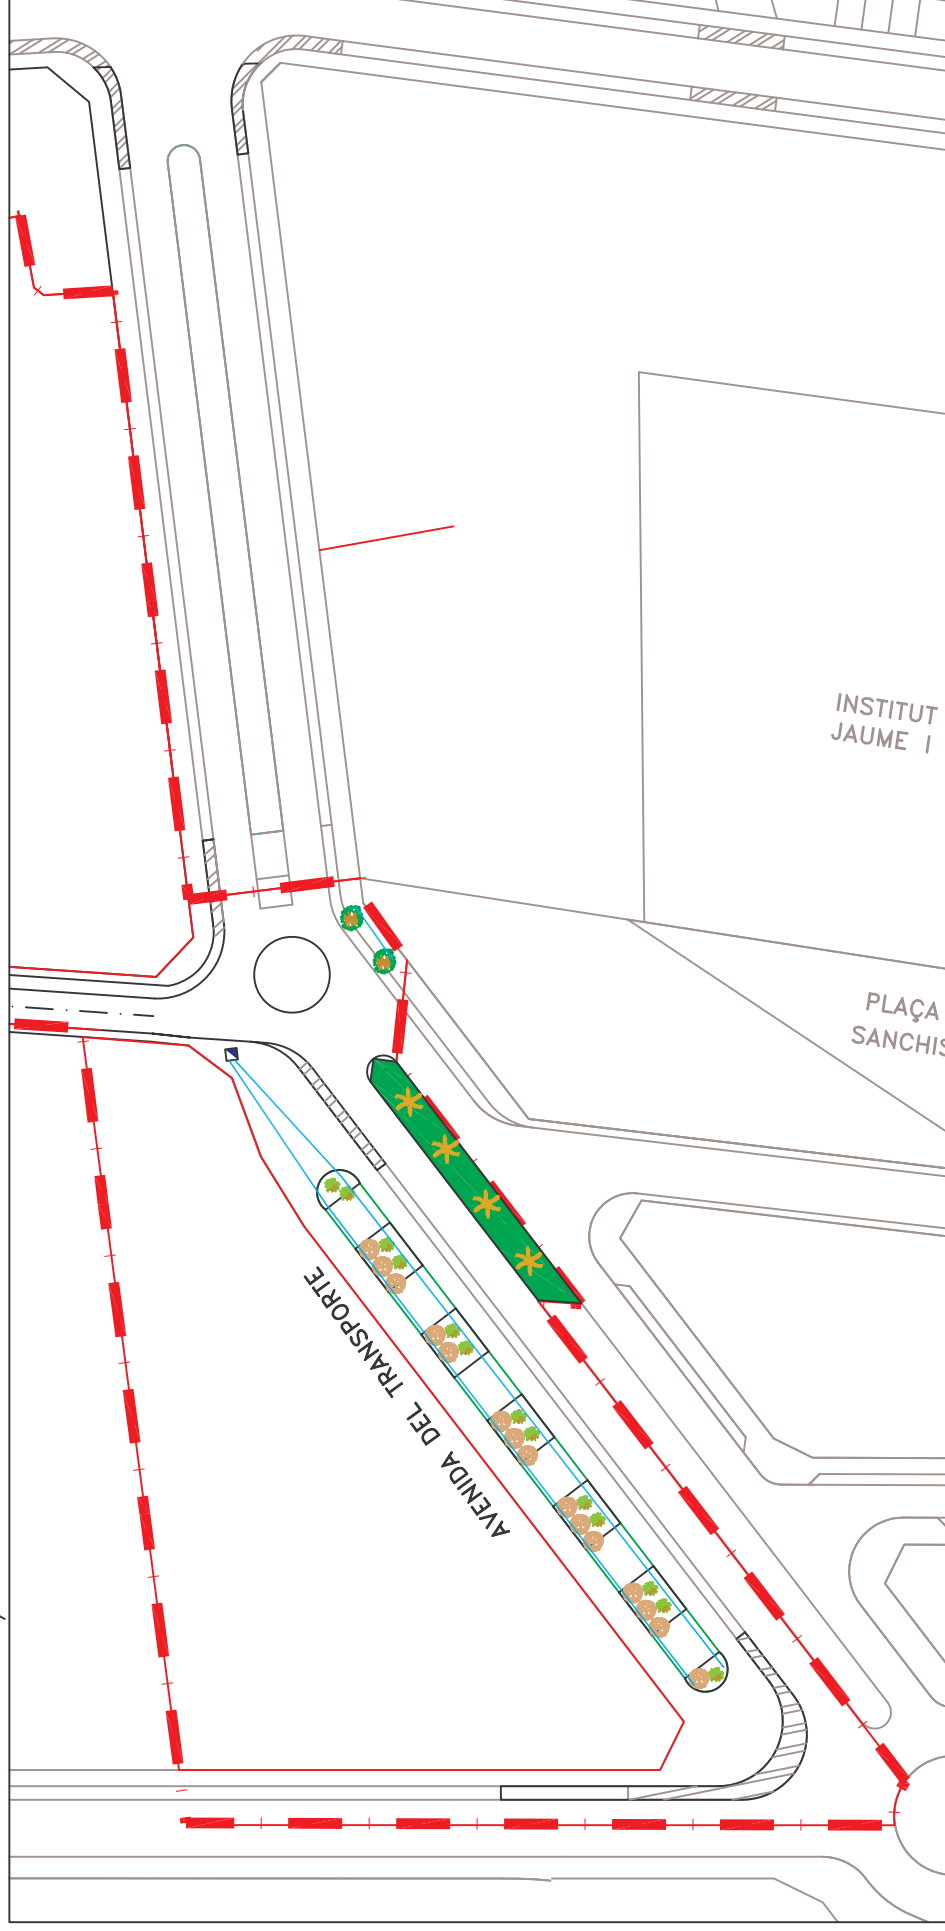 INSTITUT
JAUME I
PLAÇA
SANCHIS
AVENIDA DEL TRANSPORTE